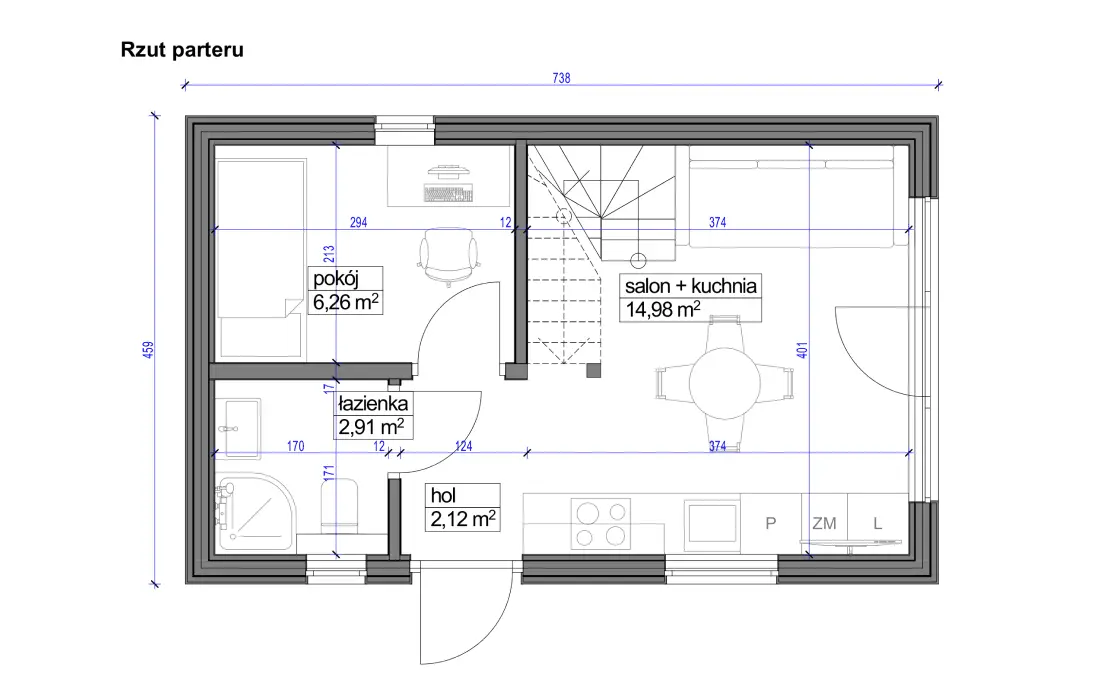 Rzut parteru
738
294
12
374
213
pokój
6,26 m²
salon + kuchnia
14,98 m²
459
401
17
łazienka
2,91 m²
170
12
124
374
171
hol
2,12 m²
P
ZM
L